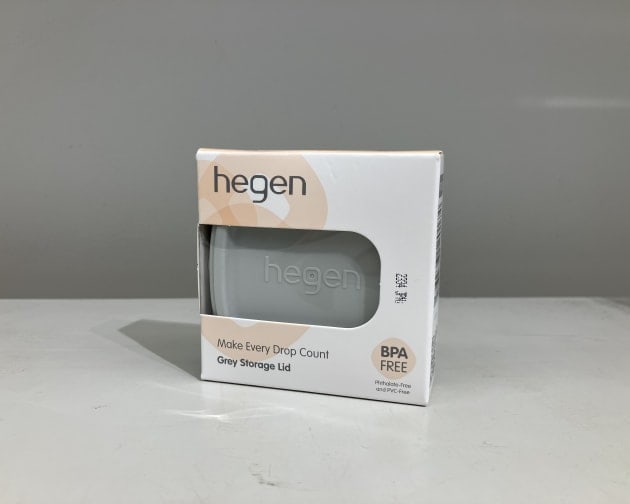 hegen
hegen
Make Every Drop Count
Grey Storage Lid
BPA
FREE
Phthalate-Free
and PVC-Free